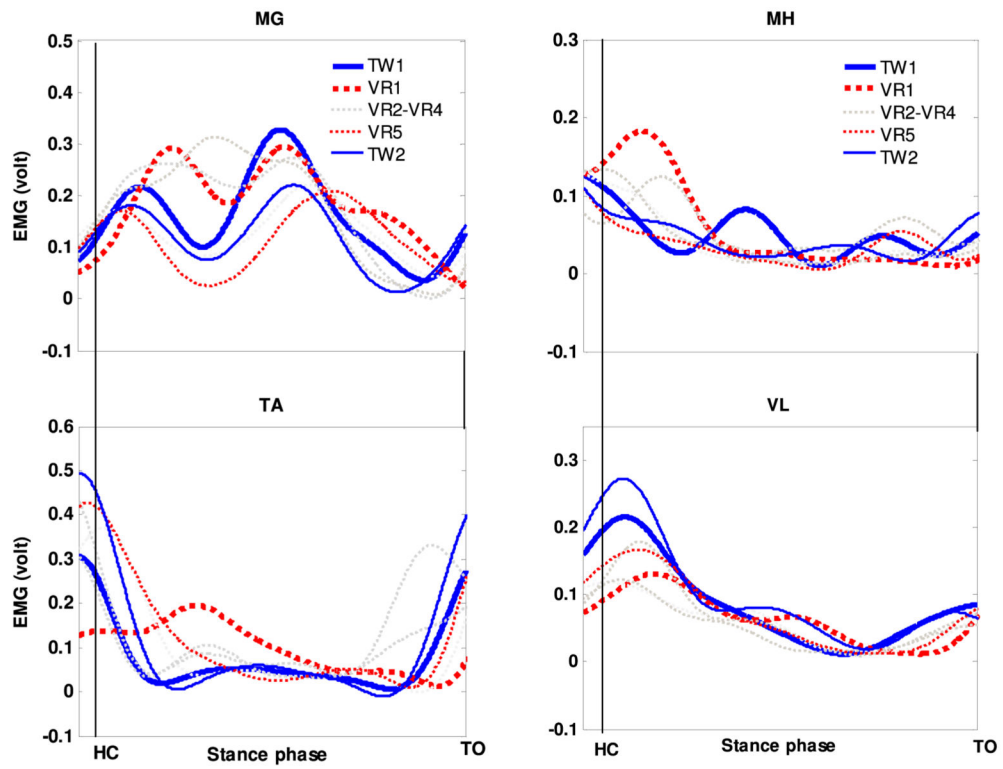 MG
EMG (volt)
0.5
0.4
0.3
0.2
0.1
0
-0.1
TW1
VR1
VR2-VR4
VR5
TW2
MH
0.3
0.2
0.1
0
-0.1
TW1
VR1
VR2-VR4
VR5
TW2
TA
EMG (volt)
0.6
0.5
0.4
0.3
0.2
0.1
0
-0.1
HC
Stance phase
TO
VL
0.3
0.2
0.1
0
-0.1
HC
Stance phase
TO